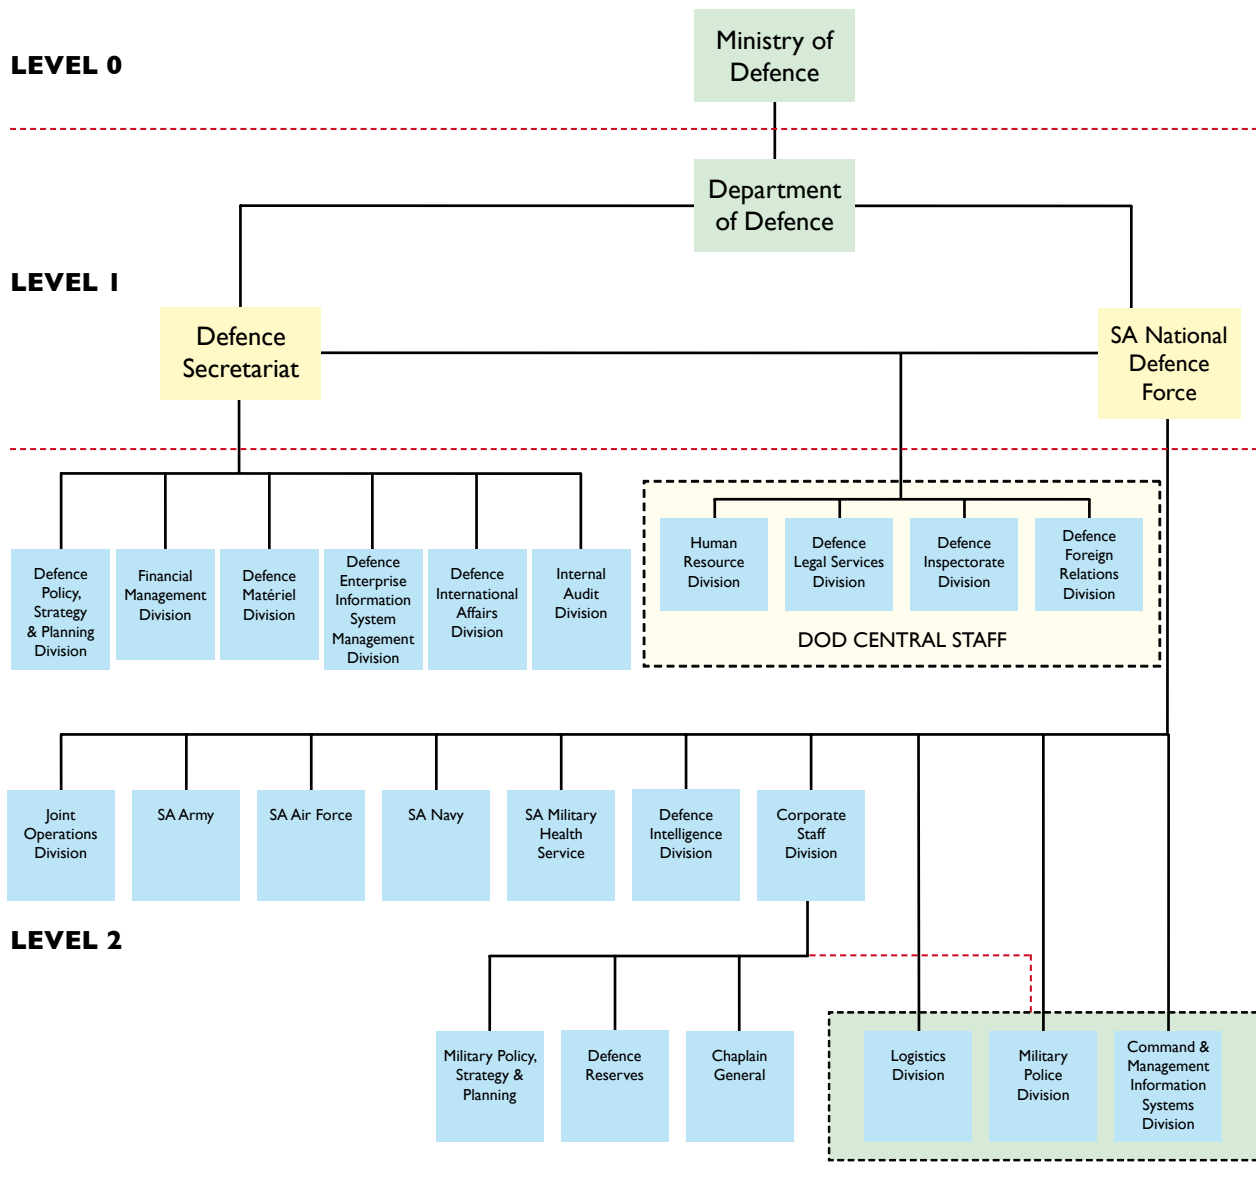 Ministry of
Defence
LEVEL 0
Department
of Defence
LEVEL 1
Defence
Secretariat
SA National
Defence
Force
Defence
Policy,
Strategy
& Planning
Division
Financial
Management
Division
Defence
Matériel
Division
Defence
Enterprise
Information
System
Management
Division
Defence
International
Affairs
Division
Internal
Audit
Division
Human
Resource
Division
Defence
Legal Services
Division
Defence
Inspectorate
Division
Defence
Foreign
Relations
Division
DOD CENTRAL STAFF
Joint
Operations
Division
SA Army
SA Air Force
SA Navy
SA Military
Health
Service
Defence
Intelligence
Division
Corporate
Staff
Division
LEVEL 2
Military Policy,
Strategy &
Planning
Defence
Reserves
Chaplain
General
Logistics
Division
Military
Police
Division
Command &
Management
Information
Systems
Division